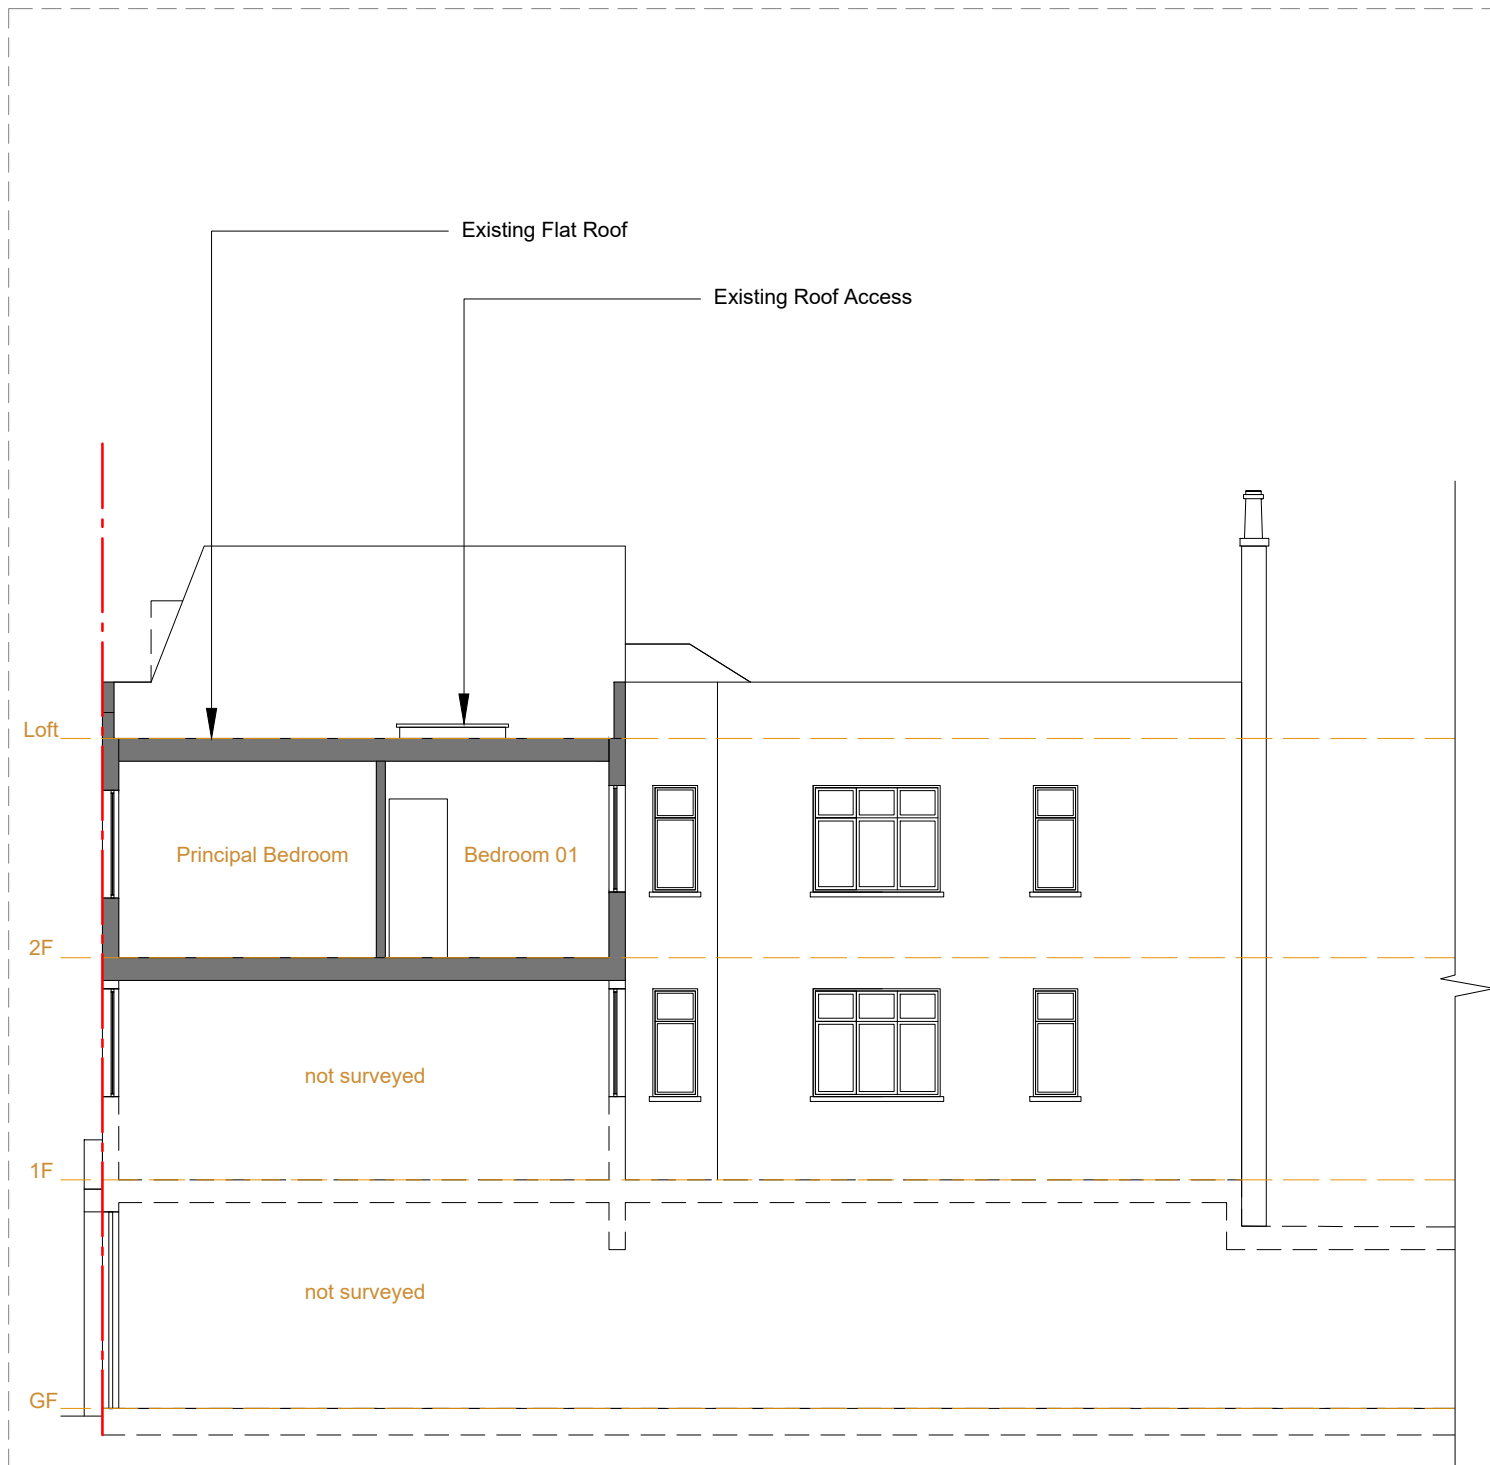 Existing Flat Roof
Existing Roof Access
Loft
Principal Bedroom
Bedroom 01
2F
not surveyed
1F
not surveyed
GF